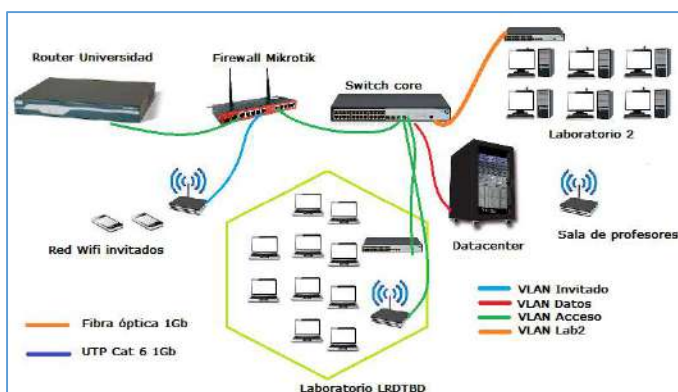 Router Universidad
Firewall Mikrotik
Switch core
Laboratorio 2
Red Wifi invitados
Datacenter
Sala de profesores
Fibra óptica 1Gb
UTP Cat 6 1Gb
VLAN Invitado
VLAN Datos
VLAN Acceso
VLAN Lab2
Laboratorio LRDTBD